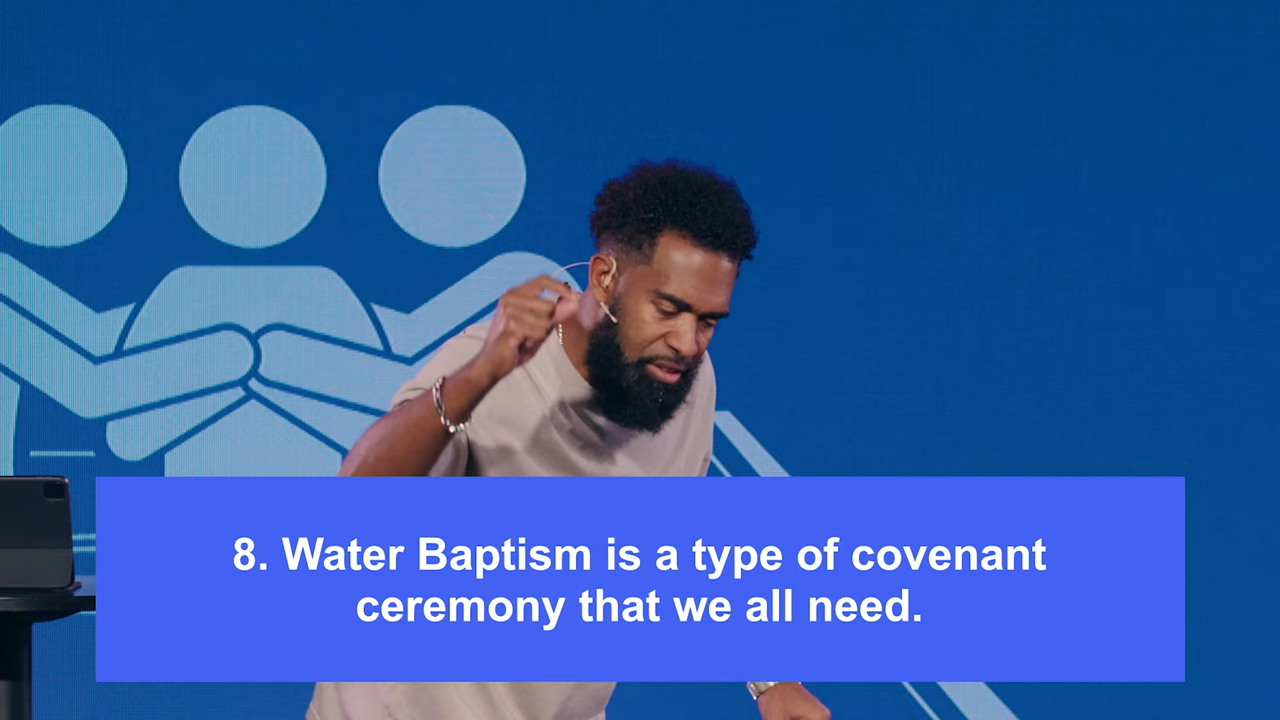 8. Water Baptism is a type of covenant
ceremony that we all need.